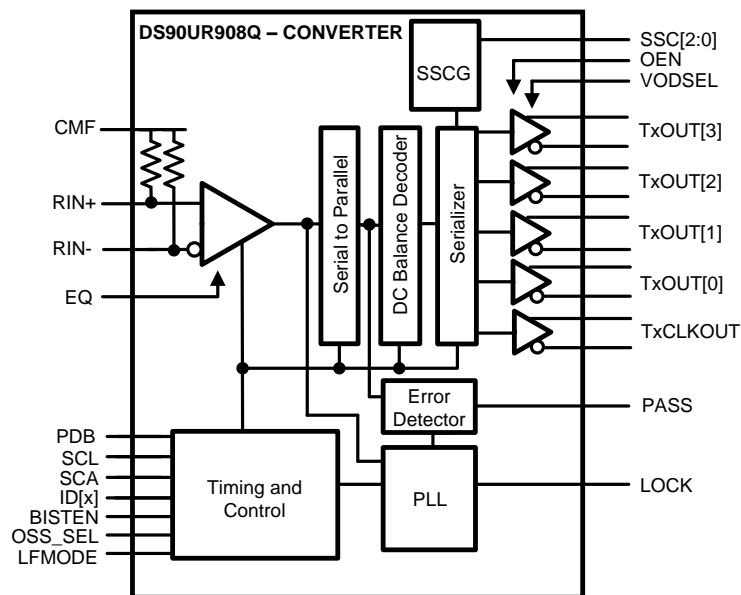 DS90UR908Q – CONVERTER
SSCG
SSC[2:0]
OEN
VODSEL
CMF
RIN+
RIN-
EQ
Serial to Parallel
DC Balance Decoder
Serializer
TxOUT[3]
TxOUT[2]
TxOUT[1]
TxOUT[0]
TxCLKOUT
Error
Detector
PASS
PDB
SCL
SCA
ID[x]
BISTEN
OSS_SEL
LFMODE
Timing and
Control
PLL
LOCK